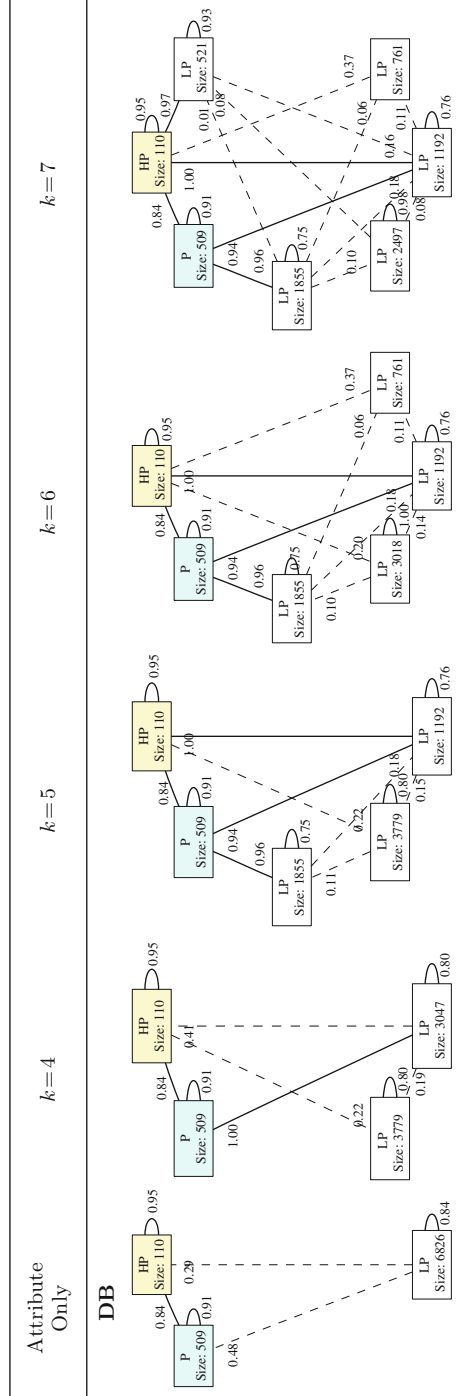 Attribute
Only
k=4
k=5
k=6
k=7
DB
HP
Size: 110
0.95
0.84
P
Size: 509
0.91
0.29
0.48
LP
Size: 6826
0.84
HP
Size: 110
0.95
0.84
P
Size: 509
0.91
0.41
1.00
0.22
LP
Size: 3779
0.80
0.19
LP
Size: 3047
0.80
HP
Size: 110
0.95
0.84
P
Size: 509
0.91
1.00
0.94
0.96
LP
Size: 1855
0.75
0.11
0.22
LP
Size: 3779
0.80
0.18
0.15
LP
Size: 1192
0.76
HP
Size: 110
0.95
0.84
P
Size: 509
0.91
1.00
0.94
0.96
LP
Size: 1855
0.75
0.37
LP
Size: 761
0.06
0.11
0.10
0.20
LP
Size: 3018
1.00
0.18
0.14
LP
Size: 1192
0.76
HP
Size: 110
0.95
0.97
LP
Size: 521
0.93
0.84
P
Size: 509
0.91
1.00
0.01
0.08
0.94
0.96
LP
Size: 1855
0.75
0.37
LP
Size: 761
0.06
0.11
0.16
0.10
LP
Size: 2497
0.98
0.18
0.08
LP
Size: 1192
0.76